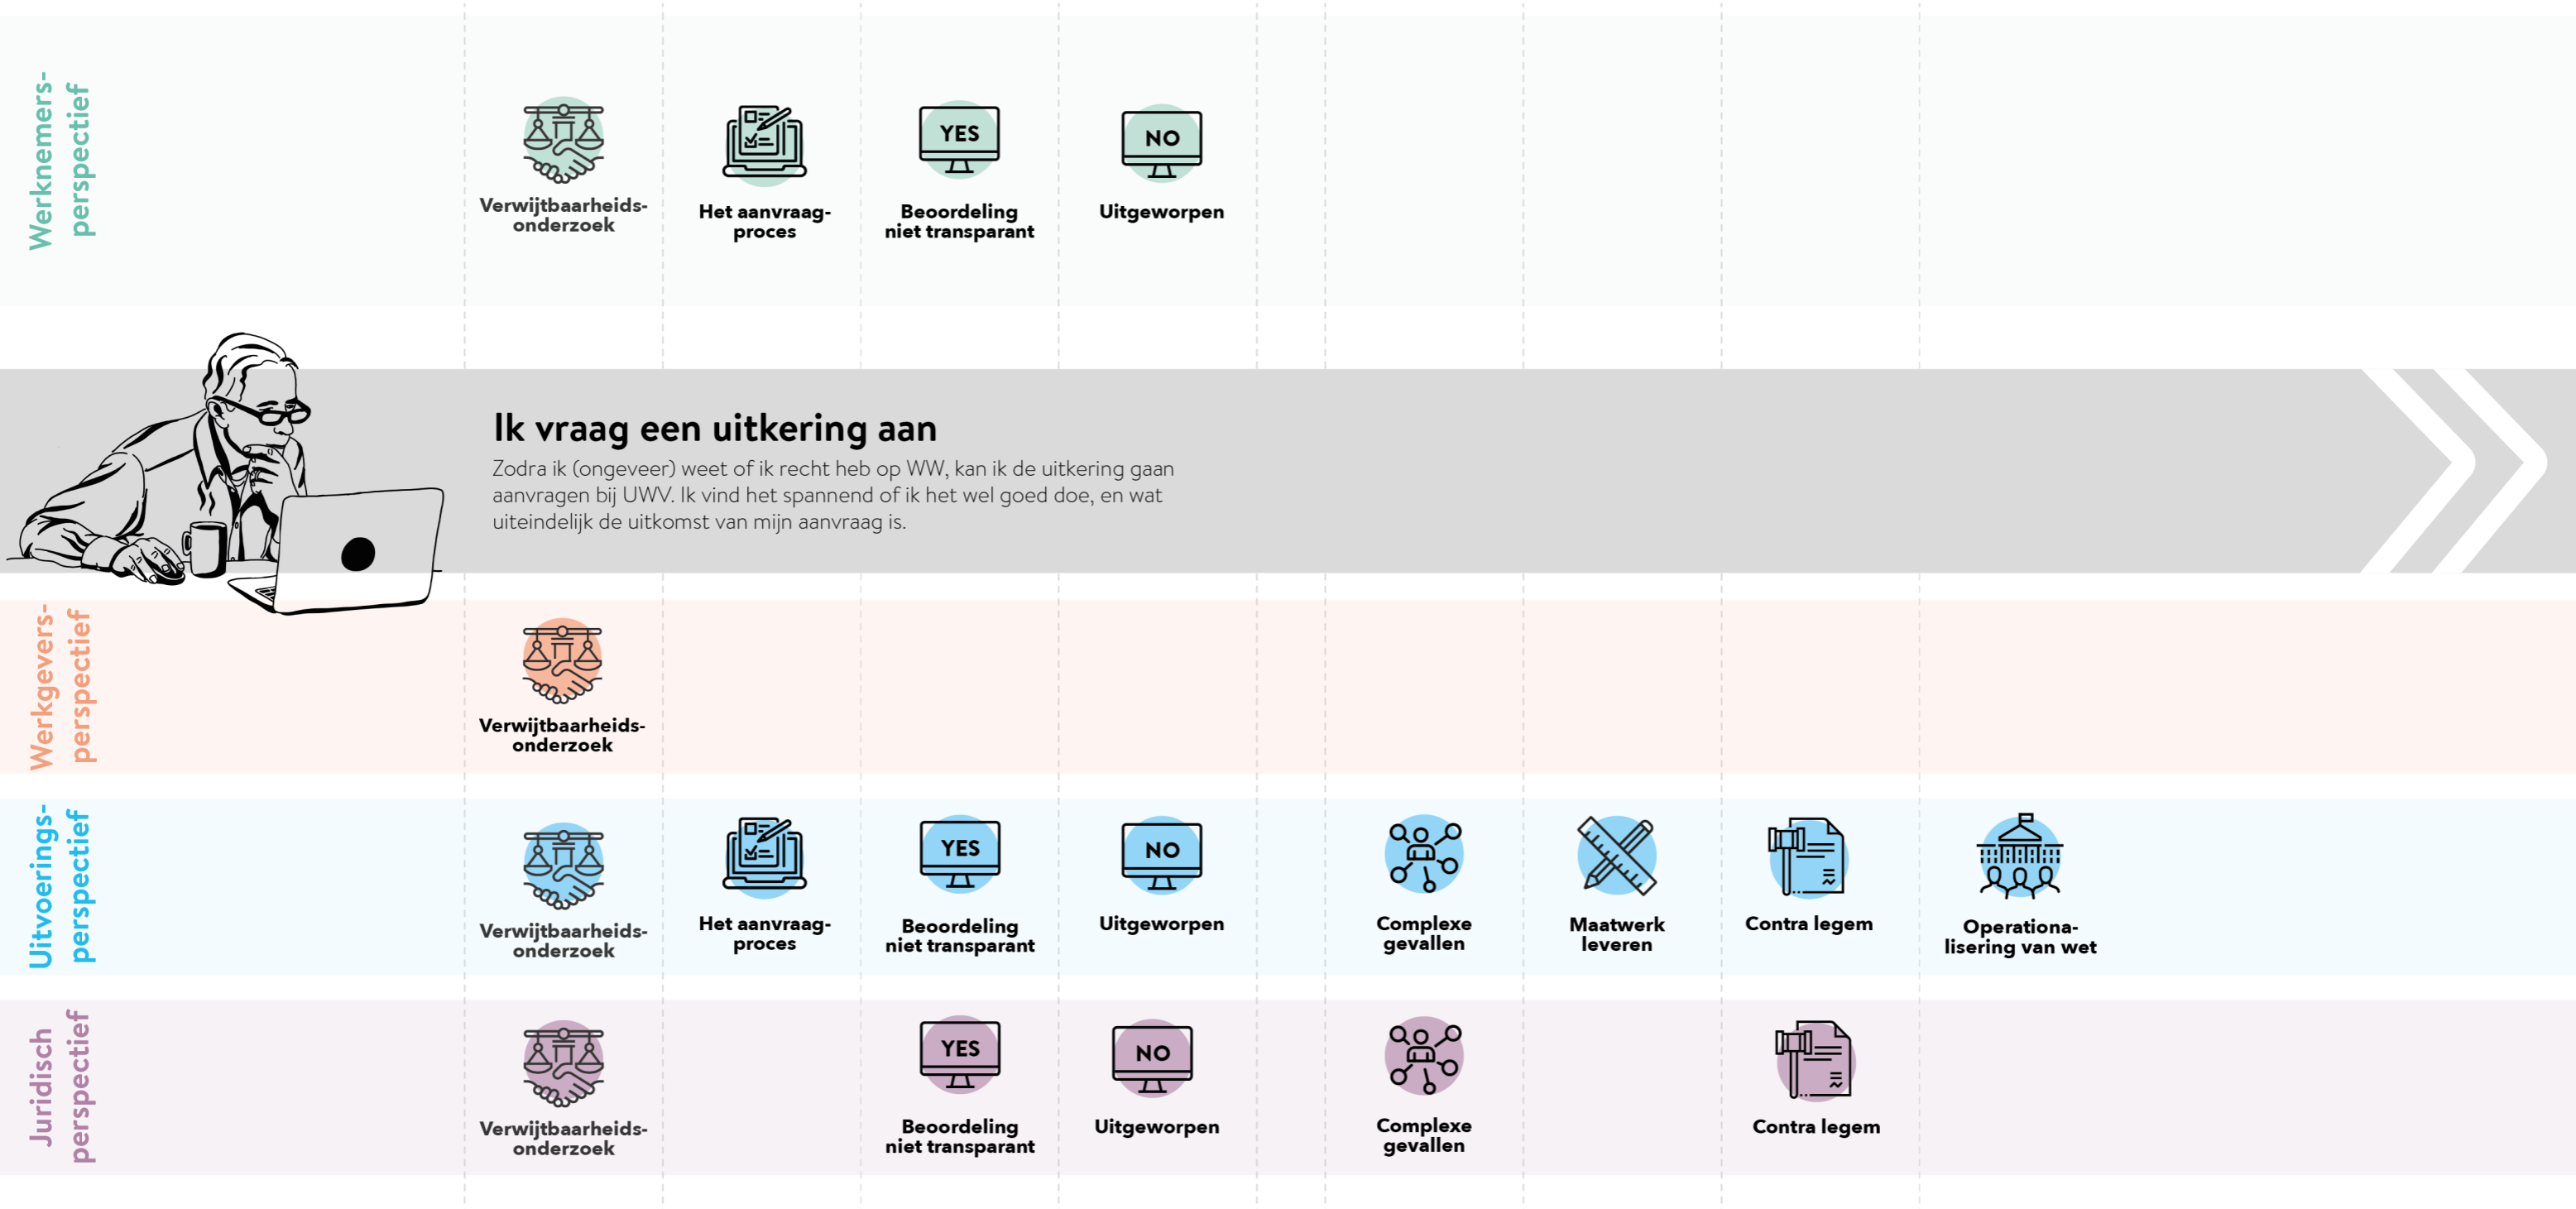 Werknemers-
perspectief
Verwijtbaarheids-
onderzoek
Het aanvraag-
proces
YES
Beoordeling
niet transparant
NO
Uitgeworpen
Ik vraag een uitkering aan
Zodra ik (ongeveer) weet of ik recht heb op WW, kan ik de uitkering gaan
aanvragen bij UWV. Ik vind het spannend of ik het wel goed doe, en wat
uiteindelijk de uitkomst van mijn aanvraag is.
Werkgevers-
perspectief
Verwijtbaarheids-
onderzoek
Uitvoerings-
perspectief
Verwijtbaarheids-
onderzoek
Het aanvraag-
proces
YES
Beoordeling
niet transparant
NO
Uitgeworpen
Complexe
gevallen
Maatwerk
leveren
Contra legem
Operationa-
lisering van wet
Juridisch
perspectief
Verwijtbaarheids-
onderzoek
YES
Beoordeling
niet transparant
NO
Uitgeworpen
Complexe
gevallen
Contra legem